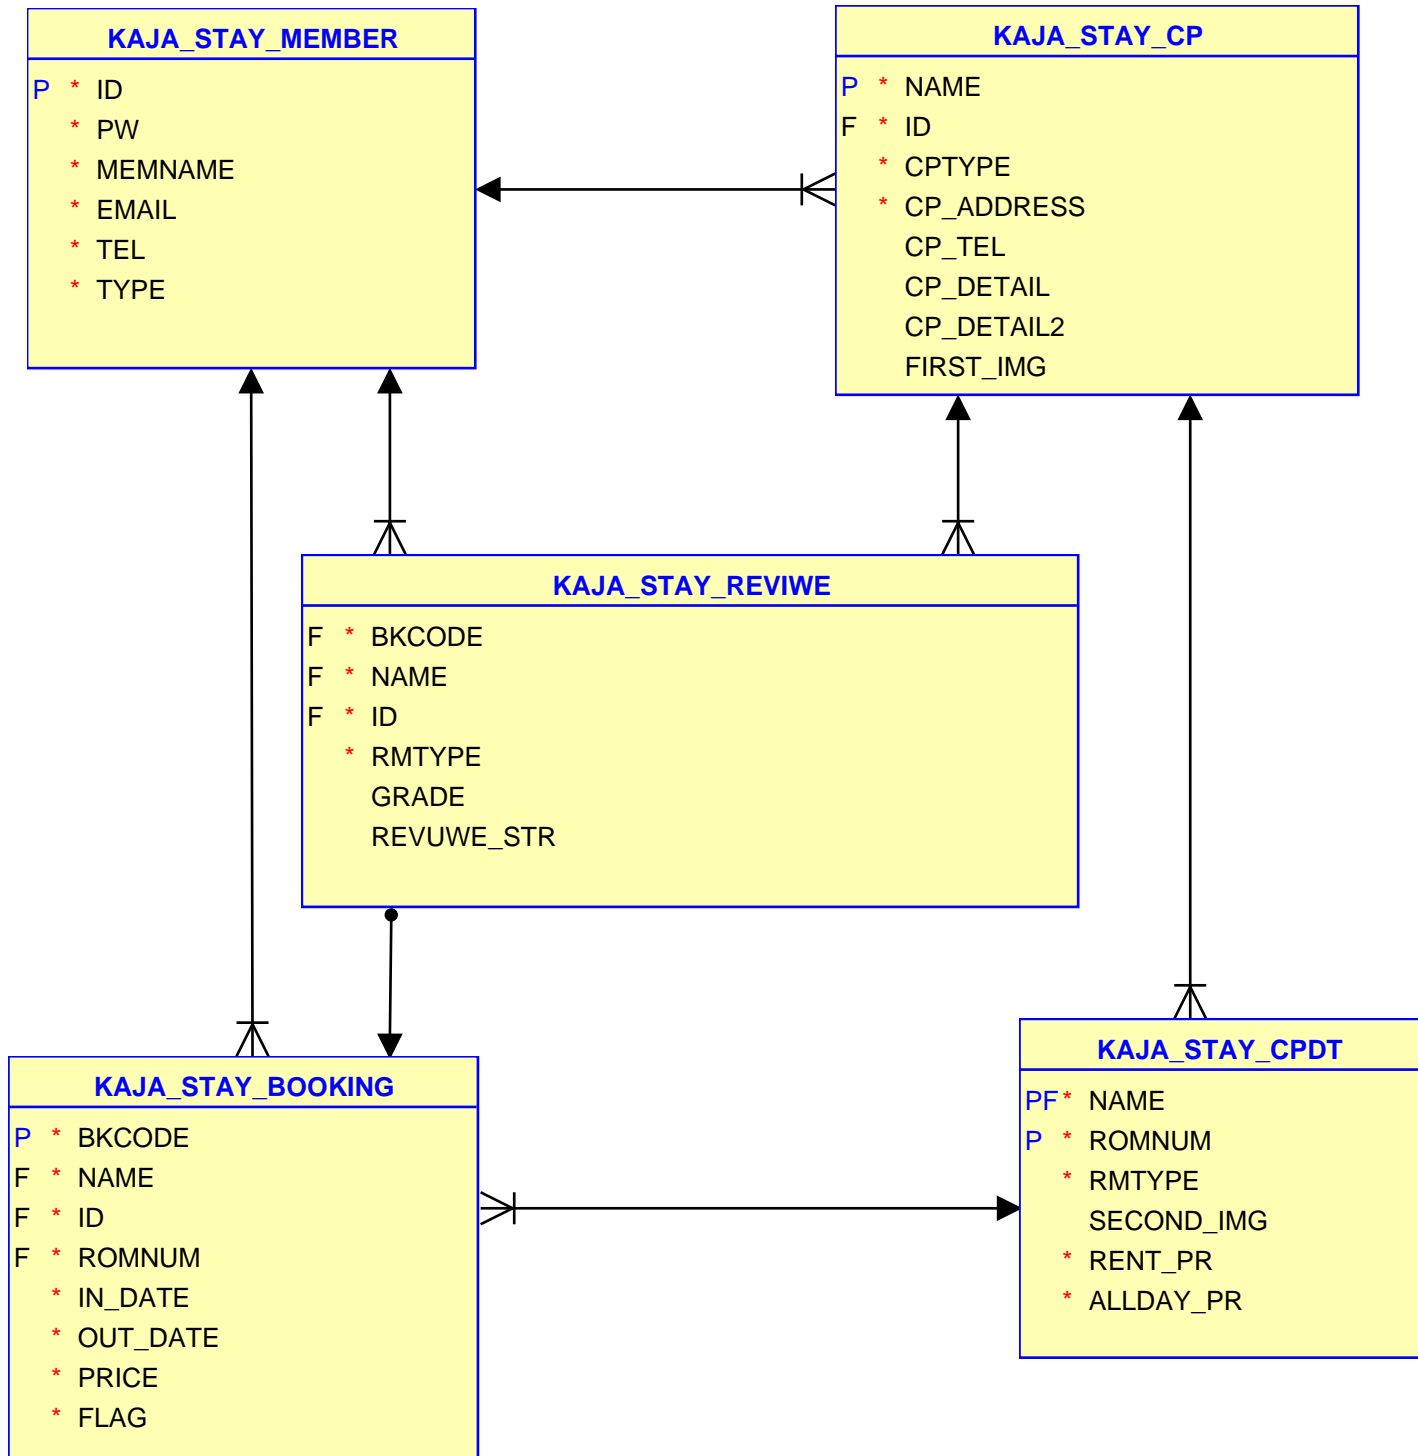 KAJA_STAY_MEMBER
P * ID
* PW
* MEMNAME
* EMAIL
* TEL
* TYPE
KAJA_STAY_CP
P * NAME
F * ID
* CPTYPE
* CP_ADDRESS
CP_TEL
CP_DETAIL
CP_DETAIL2
FIRST_IMG
KAJA_STAY_REVIWE
F * BKCODE
F * NAME
F * ID
* RMTYPE
GRADE
REVUWE_STR
KAJA_STAY_BOOKING
P * BKCODE
F * NAME
F * ID
F * ROMNUM
* IN_DATE
* OUT_DATE
* PRICE
* FLAG
KAJA_STAY_CPDT
PF * NAME
P * ROMNUM
* RMTYPE
SECOND_IMG
* RENT_PR
* ALLDAY_PR